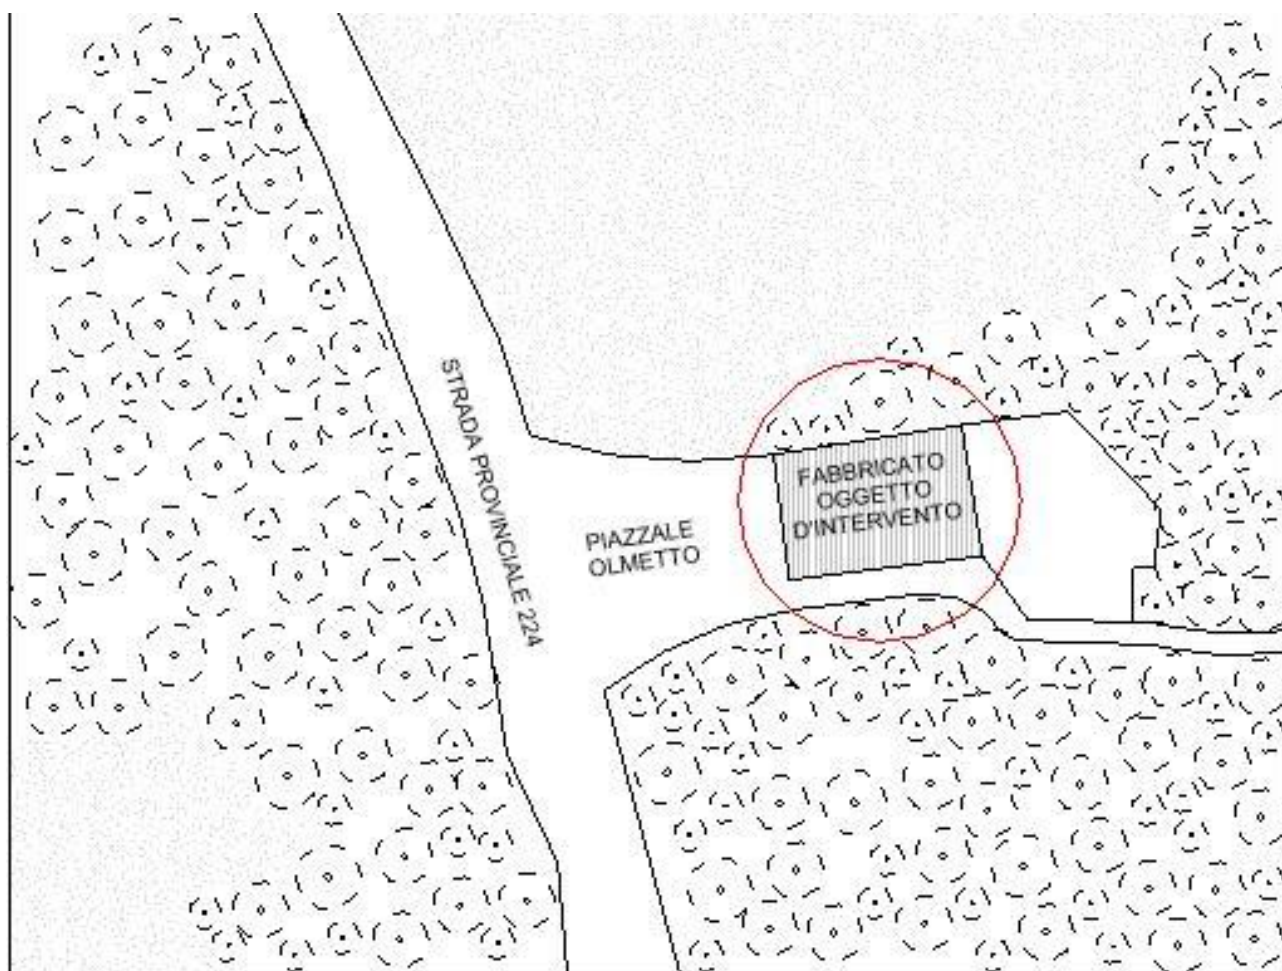 STRADA PROVINCIALE 224
PIAZZALE
OLMETTO
FABBRICATO
OGGETTO
D'INTERVENTO